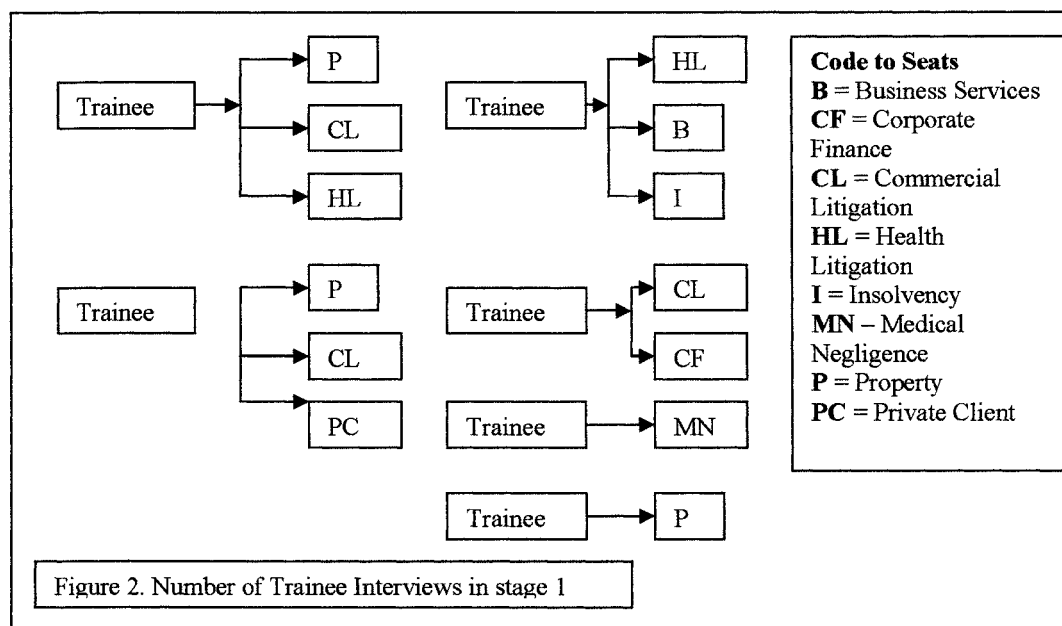 Trainee
P
CL
HL
Trainee
HL
B
I
Trainee
P
CL
PC
Trainee
CL
CF
Trainee
MN
Trainee
P
Code to Seats
B = Business Services
CF = Corporate
Finance
CL = Commercial
Litigation
HL = Health
Litigation
I = Insolvency
MN – Medical
Negligence
P = Property
PC = Private Client
Figure 2. Number of Trainee Interviews in stage 1